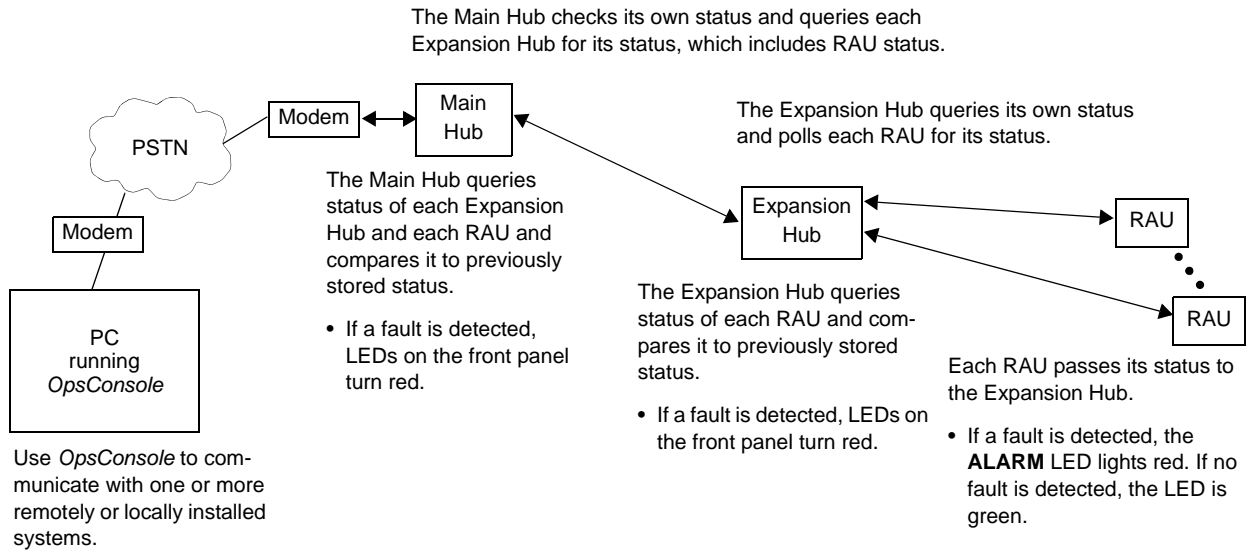 The Main Hub checks its own status and queries each
Expansion Hub for its status, which includes RAU status.
PSTN
Modem
Main
Hub
The Expansion Hub queries its own status
and polls each RAU for its status.
The Main Hub queries
status of each Expansion
Hub and each RAU and
compares it to previously
stored status.
• If a fault is detected,
LEDs on the front panel
turn red.
Modem
PC
running
OpsConsole
Use OpsConsole to com-
municate with one or more
remotely or locally installed
systems.
Expansion
Hub
The Expansion Hub queries
status of each RAU and com-
pares it to previously stored
status.
• If a fault is detected, LEDs on
the front panel turn red.
RAU
RAU
Each RAU passes its status to
the Expansion Hub.
• If a fault is detected, the
ALARM LED lights red. If no
fault is detected, the LED is
green.